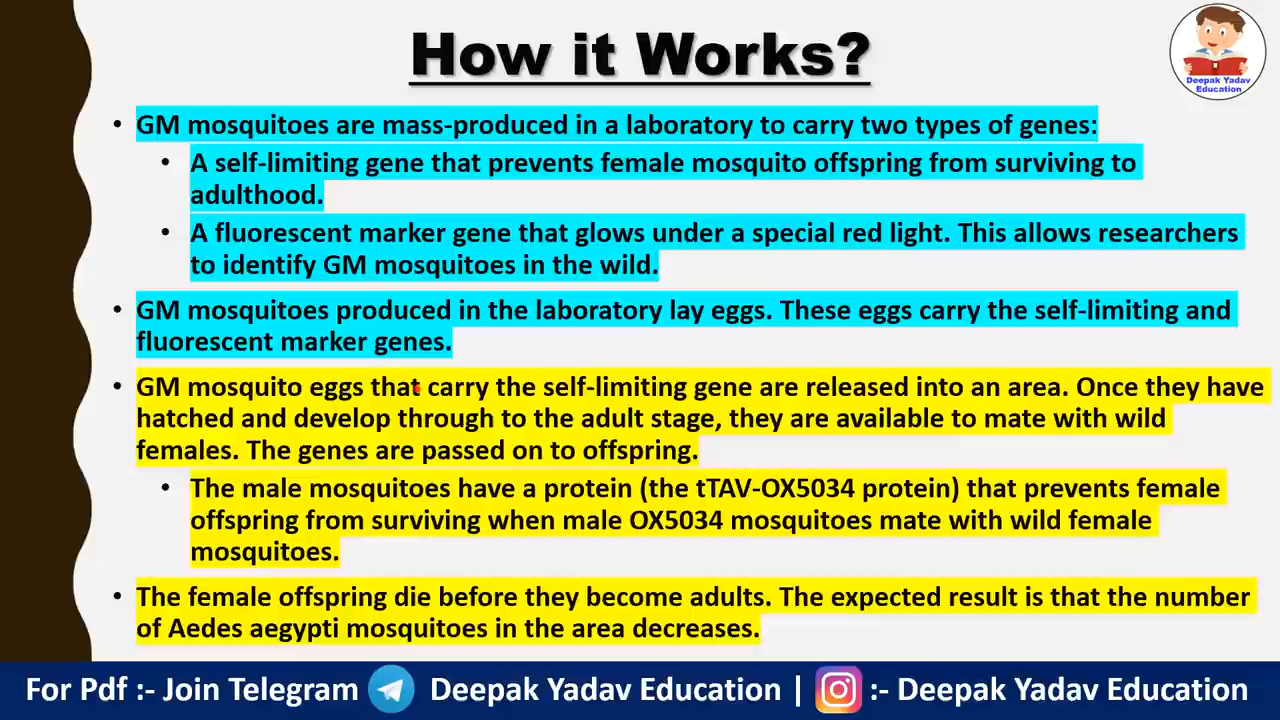 How it Works?
Deepak Yadav
Education
• GM mosquitoes are mass-produced in a laboratory to carry two types of genes:
• A self-limiting gene that prevents female mosquito offspring from surviving to
adulthood.
• A fluorescent marker gene that glows under a special red light. This allows researchers
to identify GM mosquitoes in the wild.
• GM mosquitoes produced in the laboratory lay eggs. These eggs carry the self-limiting and
fluorescent marker genes.
• GM mosquito eggs that carry the self-limiting gene are released into an area. Once they have
hatched and develop through to the adult stage, they are available to mate with wild
females. The genes are passed on to offspring.
• The male mosquitoes have a protein (the tTAV-OX5034 protein) that prevents female
offspring from surviving when male OX5034 mosquitoes mate with wild female
mosquitoes.
• The female offspring die before they become adults. The expected result is that the number
of Aedes aegypti mosquitoes in the area decreases.
For Pdf :- Join Telegram Deepak Yadav Education | :- Deepak Yadav Education